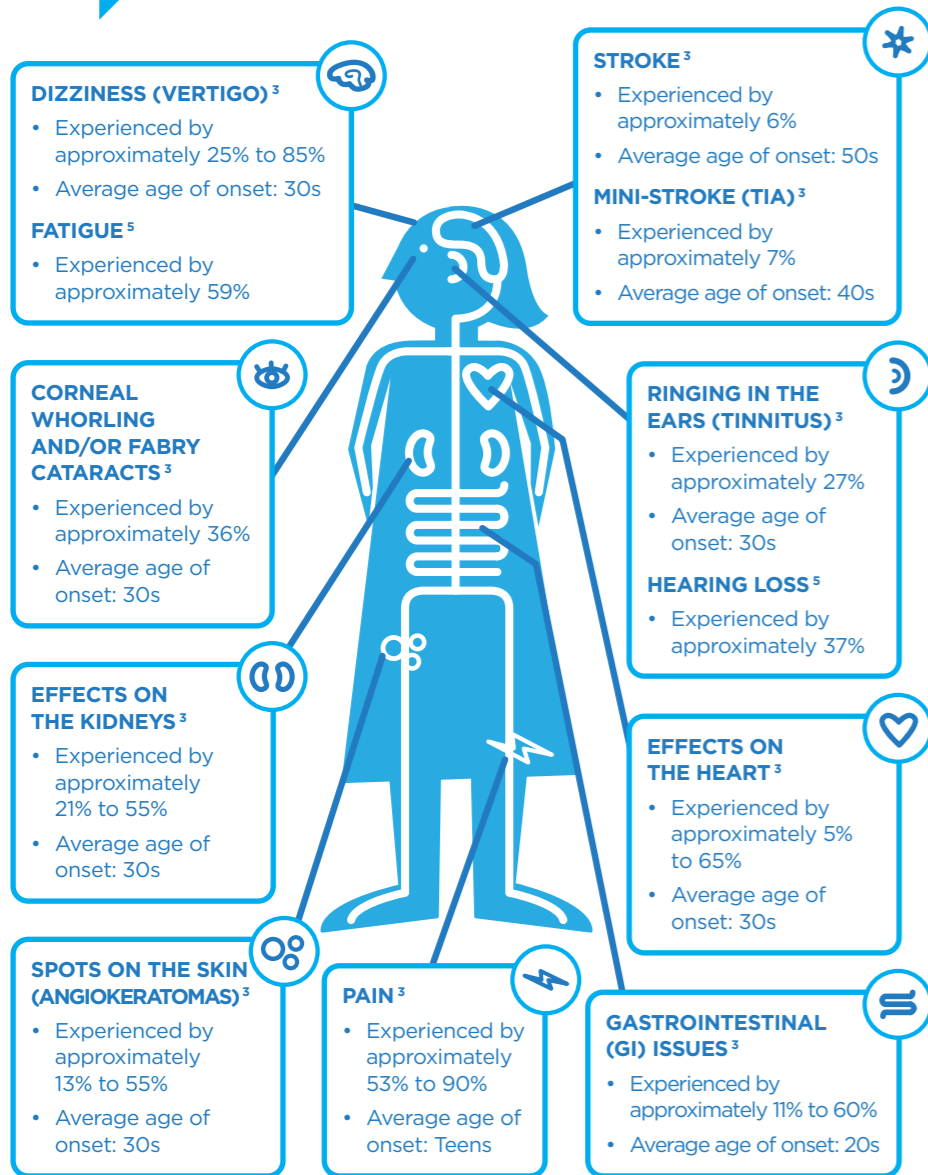 DIZZINESS (VERTIGO) 3
• Experienced by
approximately 25% to 85%
• Average age of onset: 30s
FATIGUE 5
• Experienced by
approximately 59%
STROKE 3
• Experienced by
approximately 6%
• Average age of onset: 50s
MINI-STROKE (TIA) 3
• Experienced by
approximately 7%
• Average age of onset: 40s
CORNEAL
WHORLING
AND/OR FABRY
CATARACTS 3
• Experienced by
approximately 36%
• Average age of
onset: 30s
RINGING IN THE
EARS (TINNITUS) 3
• Experienced by
approximately 27%
• Average age of
onset: 30s
HEARING LOSS 5
• Experienced by
approximately 37%
EFFECTS ON
THE KIDNEYS 3
• Experienced by
approximately
21% to 55%
• Average age of
onset: 30s
EFFECTS ON
THE HEART 3
• Experienced by
approximately 5%
to 65%
• Average age of
onset: 30s
SPOTS ON THE SKIN
(ANGIOKERATOMAS) 3
• Experienced by
approximately
13% to 55%
• Average age of
onset: 30s
PAIN 3
• Experienced by
approximately
53% to 90%
• Average age of
onset: Teens
GASTROINTESTINAL
(GI) ISSUES 3
• Experienced by
approximately 11% to 60%
• Average age of onset: 20s